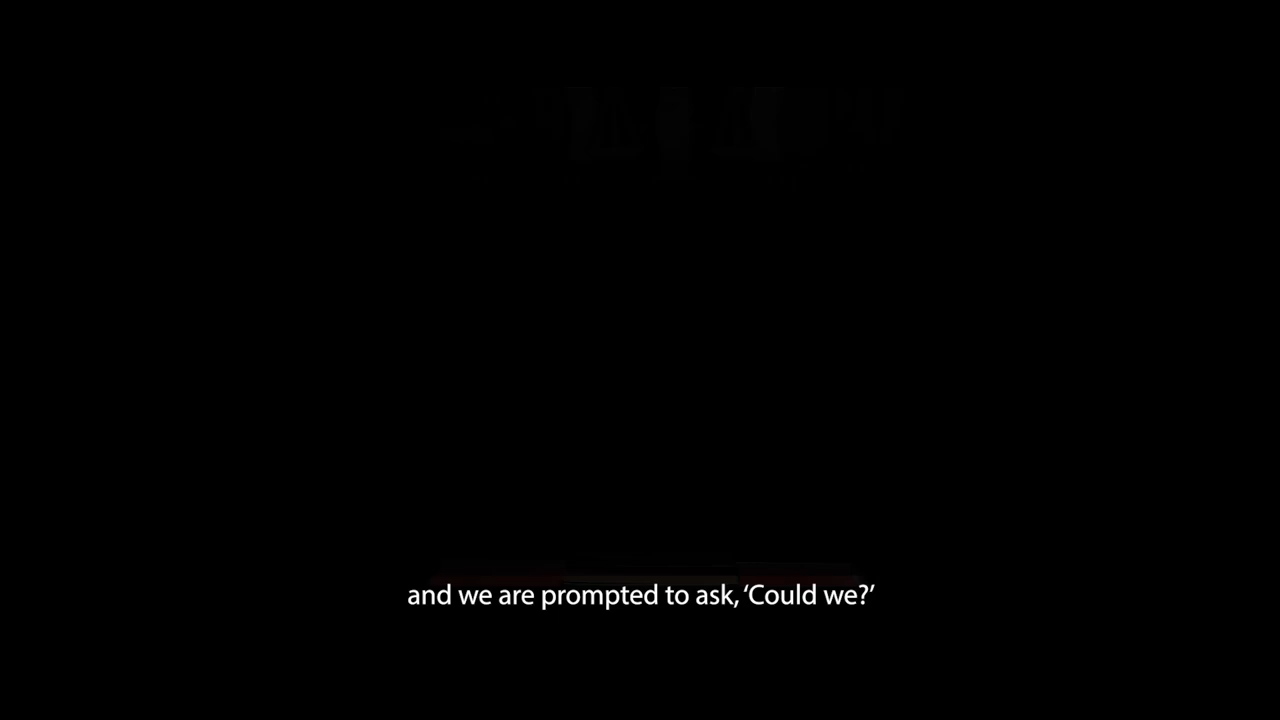 and we are prompted to ask, ‘Could we?’